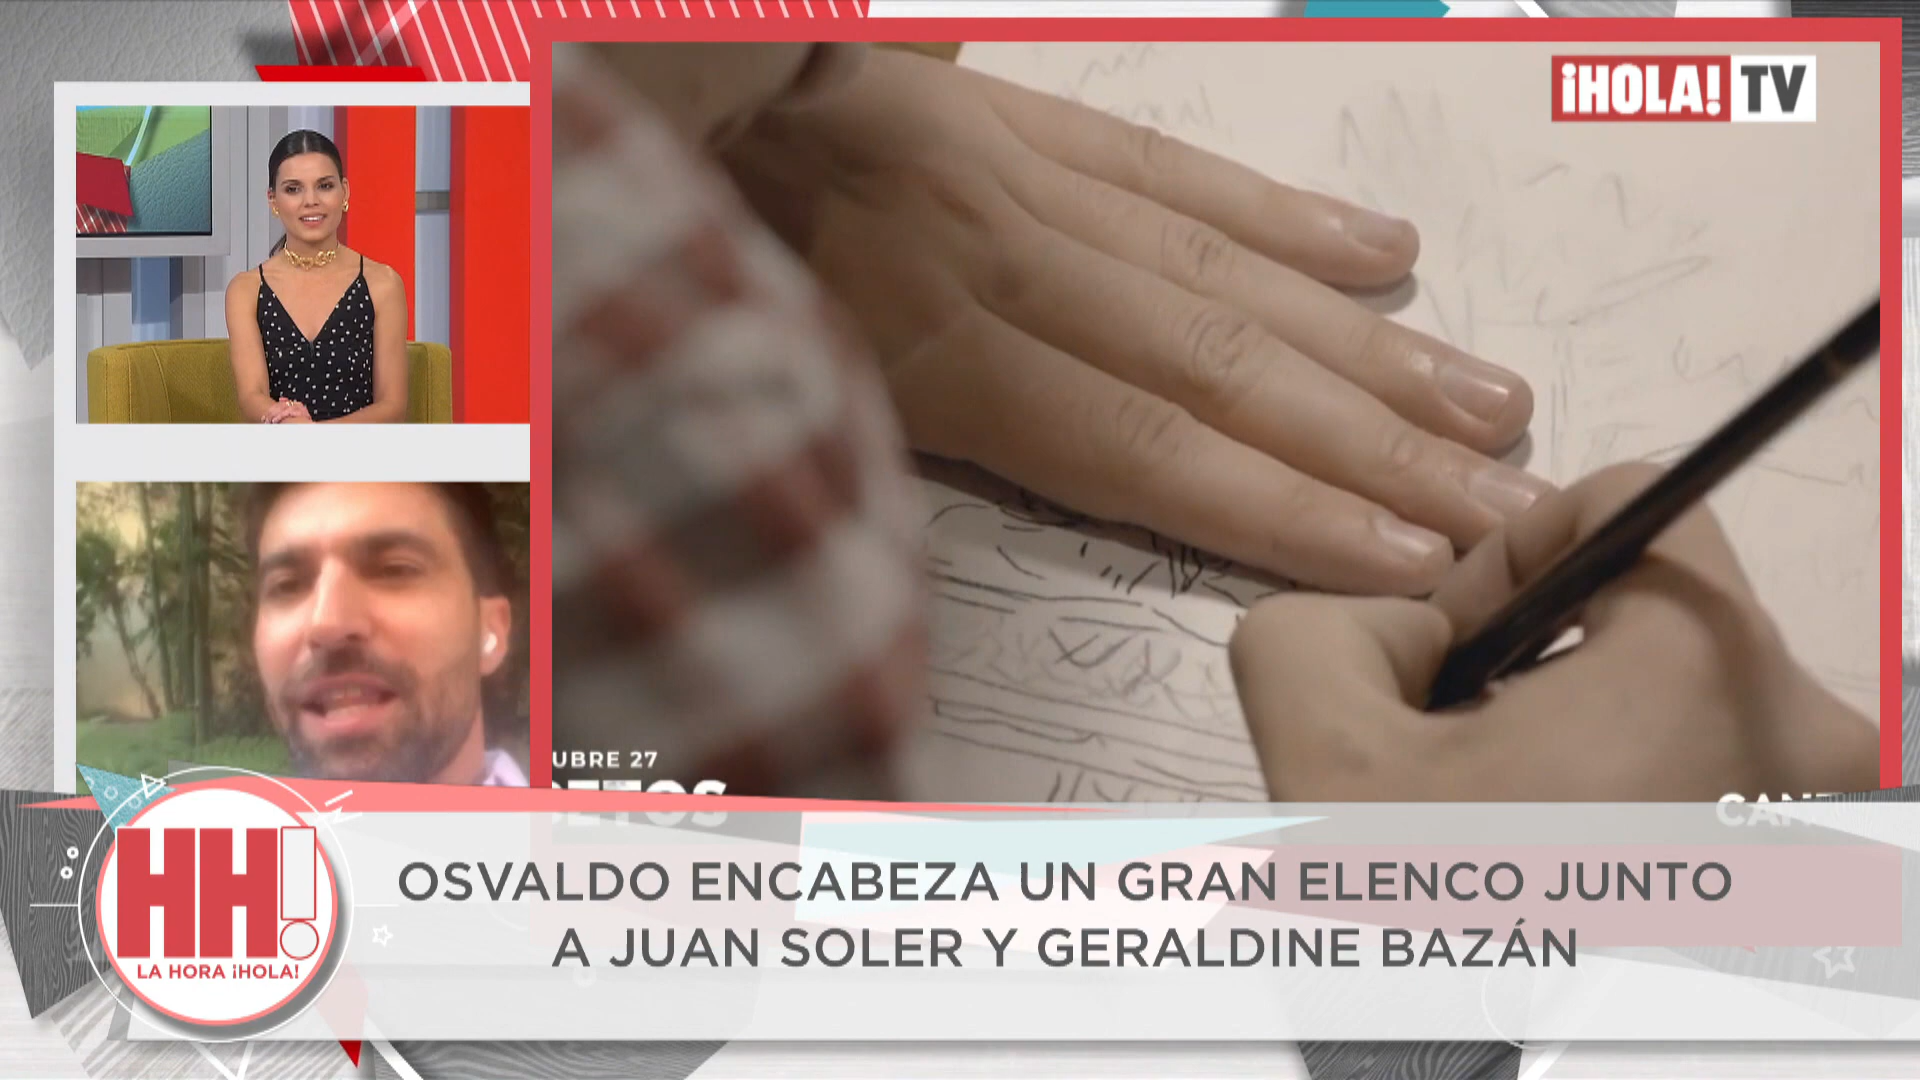 ¡HOLA! TV
UBRE 27
HH!
LA HORA ¡HOLA!
OSVALDO ENCABEZA UN GRAN ELENCO JUNTO
A JUAN SOLER Y GERALDINE BAZÁN